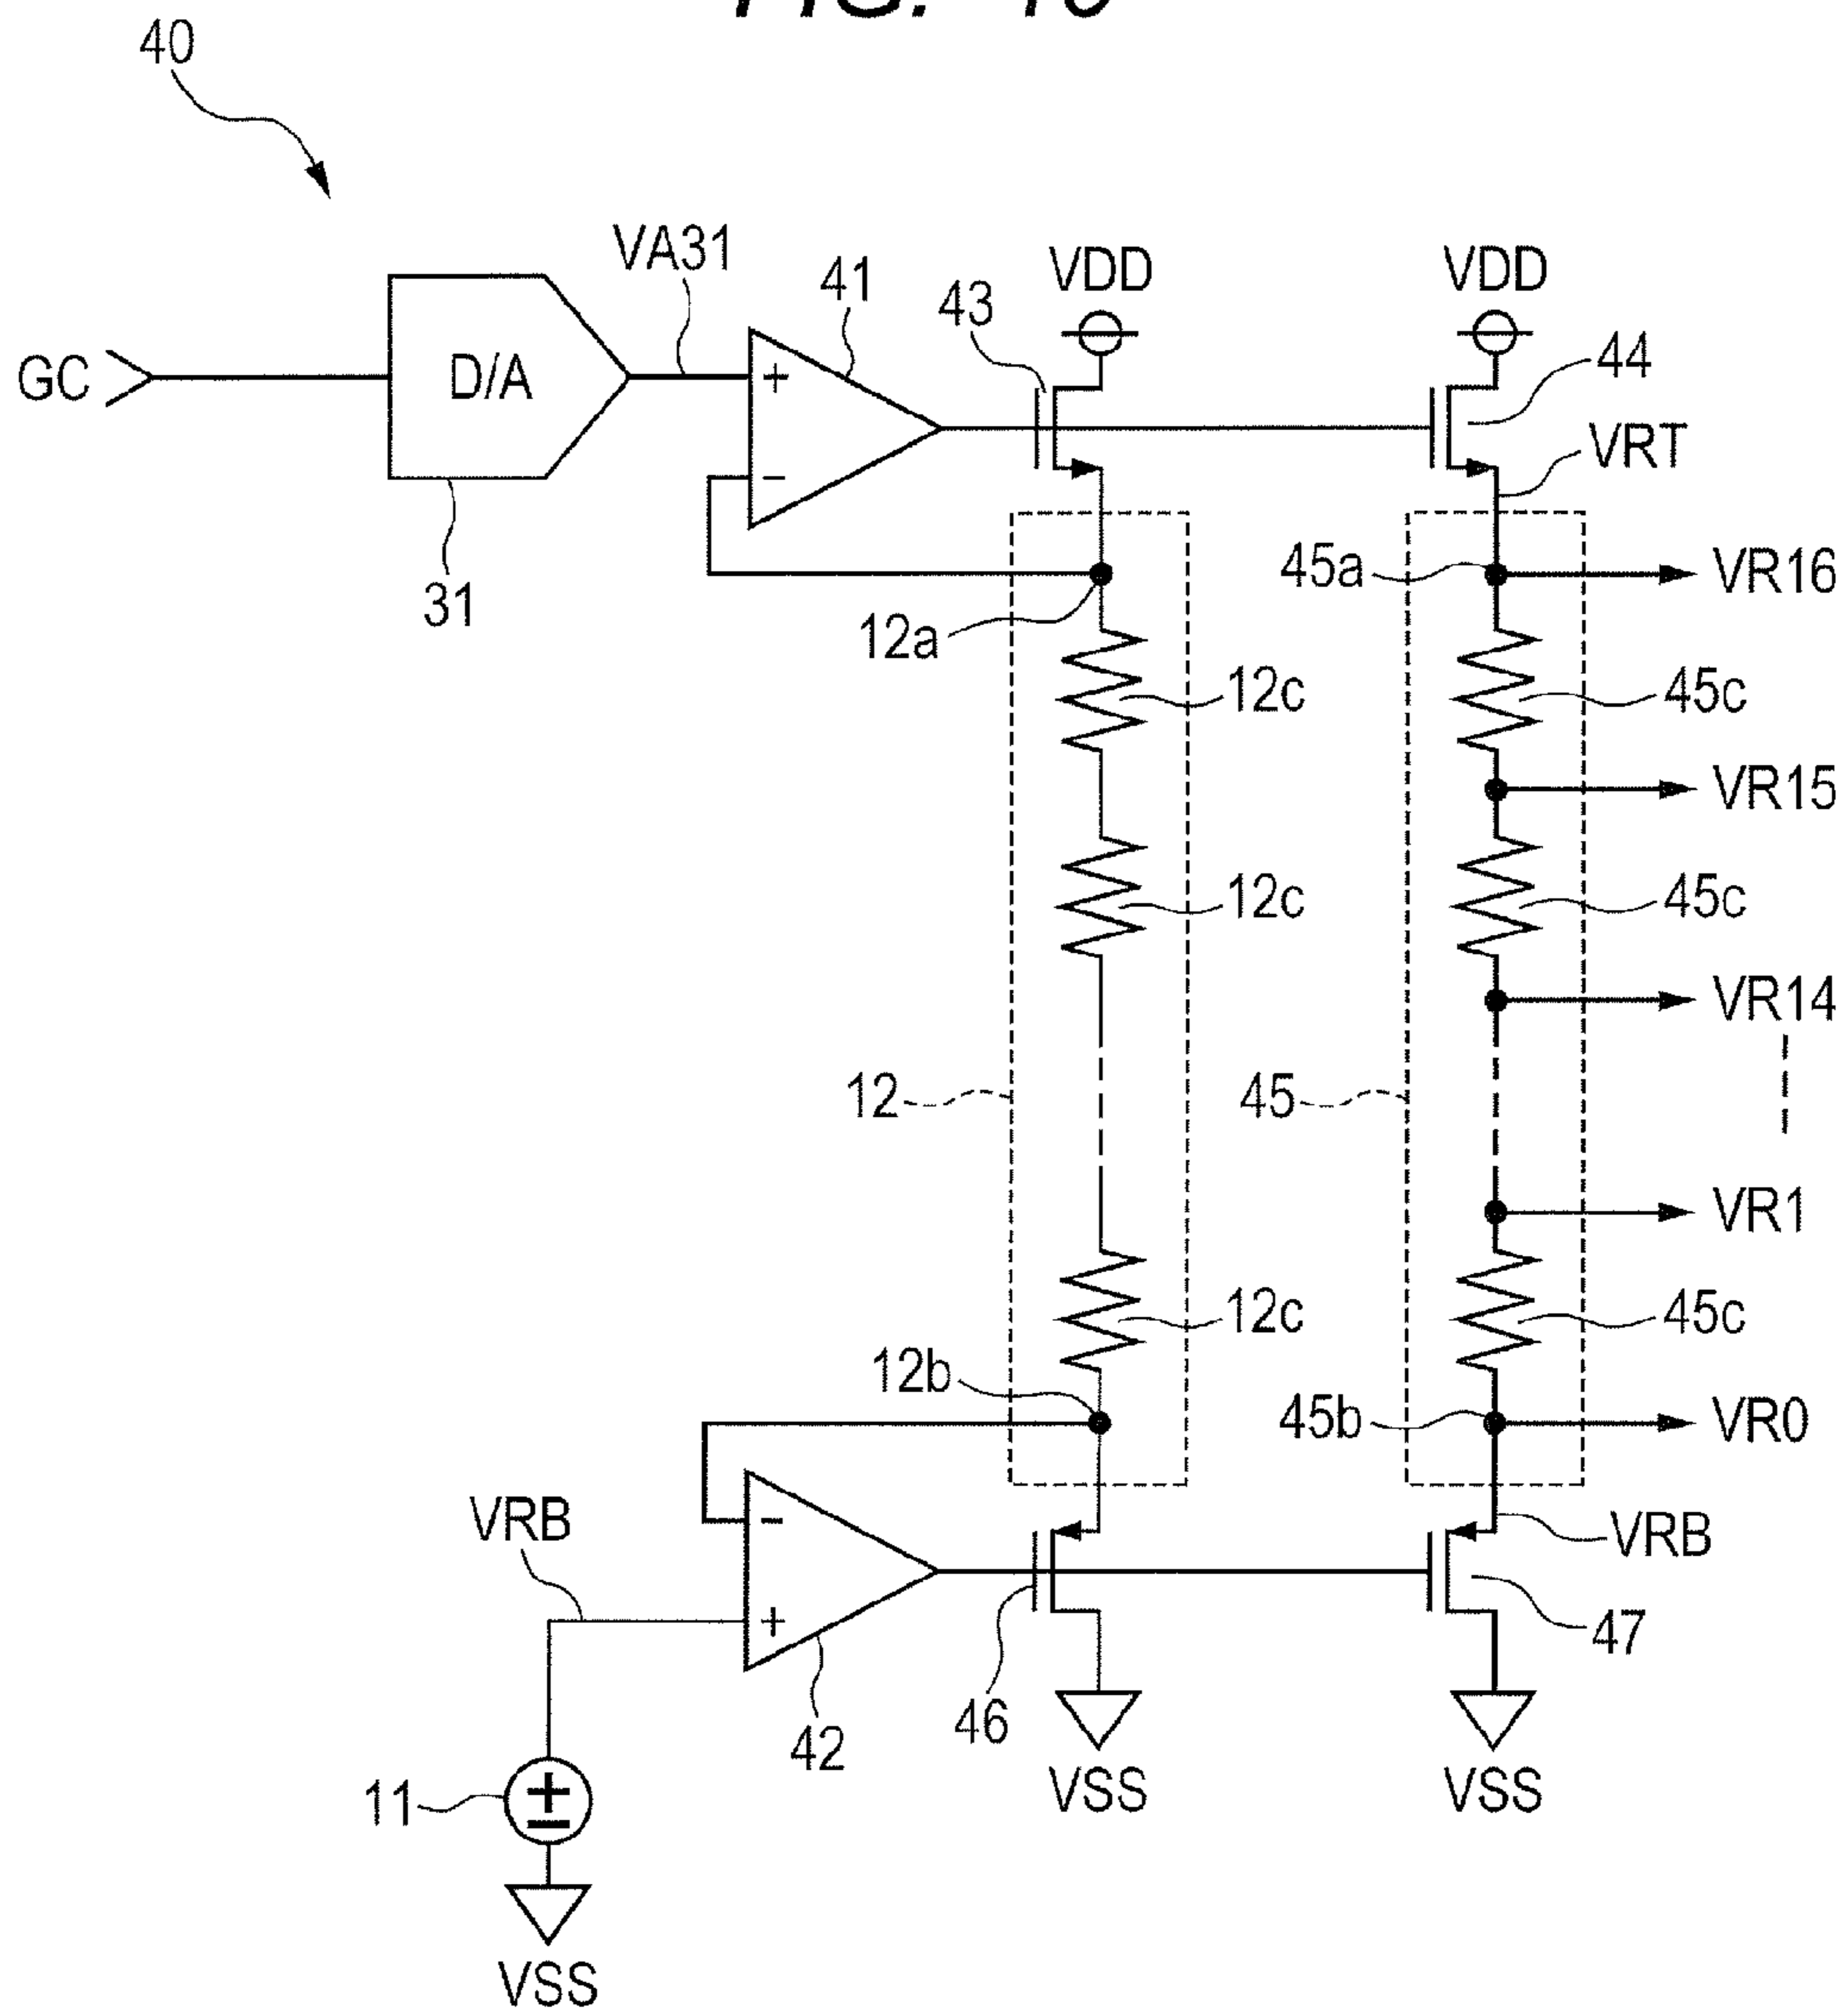 40
VA31
41
43
VDD
VDD
44
GC
D/A
+
-
VRT
31
12a
45a
VR16
12c
45c
VR15
12c
45c
VR14
12
45
VR1
12c
45c
12b
45b
VR0
VRB
-
+
VRB
47
42
46
11
VSS
VSS
VSS